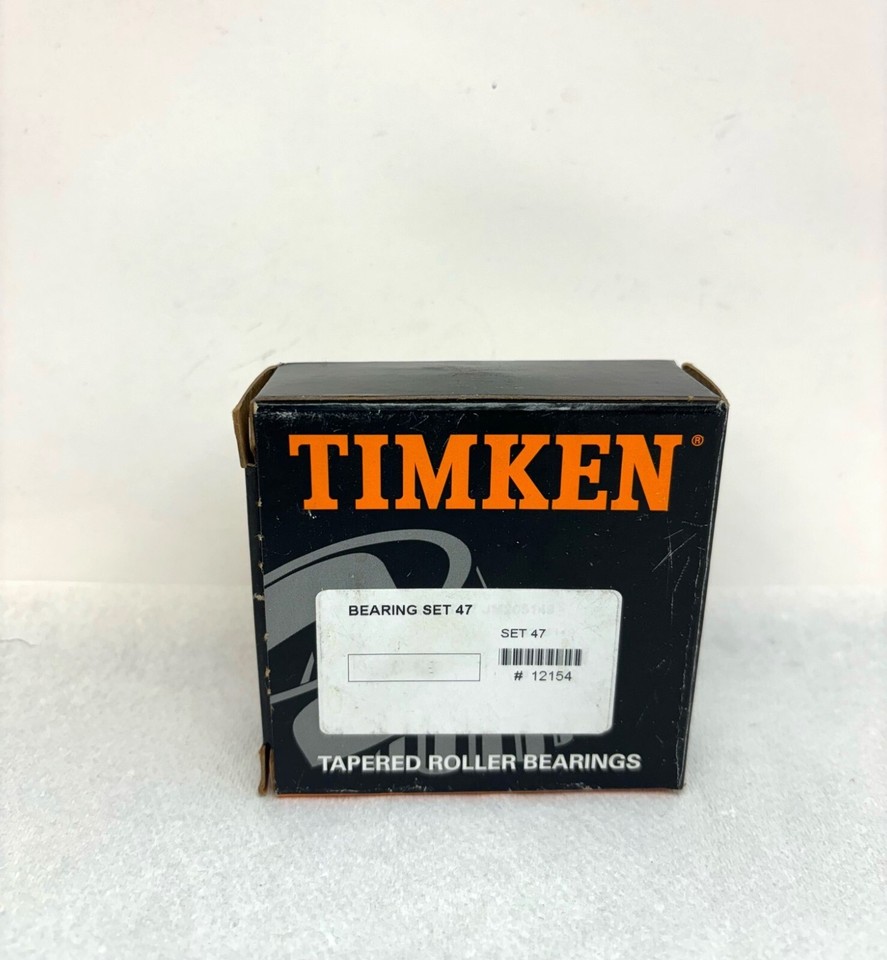 TIMKEN®
BEARING SET 47
SET 47
# 12154
TAPERED ROLLER BEARINGS